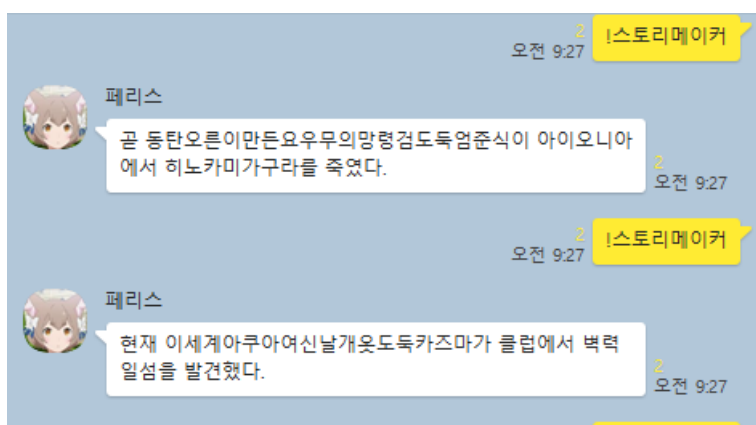 !스토리메이커
2
오전 9:27
페리스
곧 동탄오른이만든요우무의망령검도둑엄준식이 아이오니아
에서 히노카미가구라를 죽였다.
2
오전 9:27
!스토리메이커
2
오전 9:27
페리스
현재 이세계아쿠아여신날개옷도둑카즈마가 클럽에서 벽력
일섬을 발견했다.
2
오전 9:27